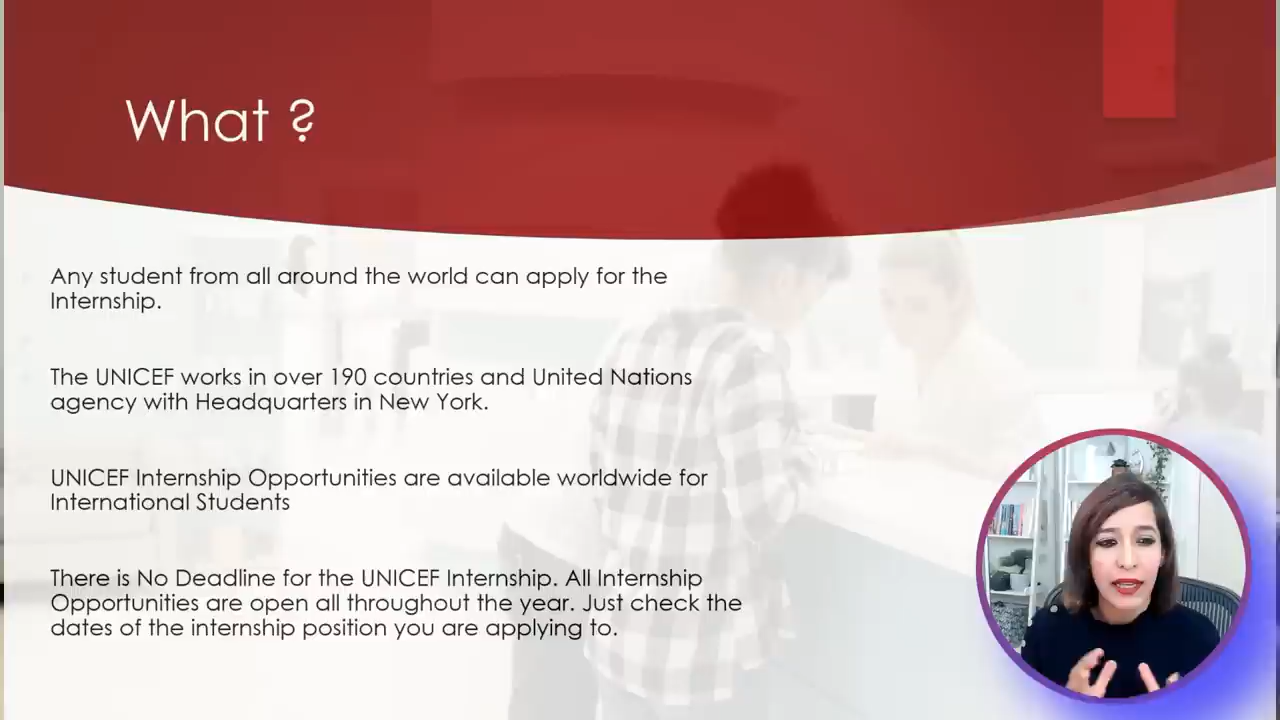 What ?
Any student from all around the world can apply for the
Internship.
The UNICEF works in over 190 countries and United Nations
agency with Headquarters in New York.
UNICEF Internship Opportunities are available worldwide for
International Students
There is No Deadline for the UNICEF Internship. All Internship
Opportunities are open all throughout the year. Just check the
dates of the internship position you are applying to.